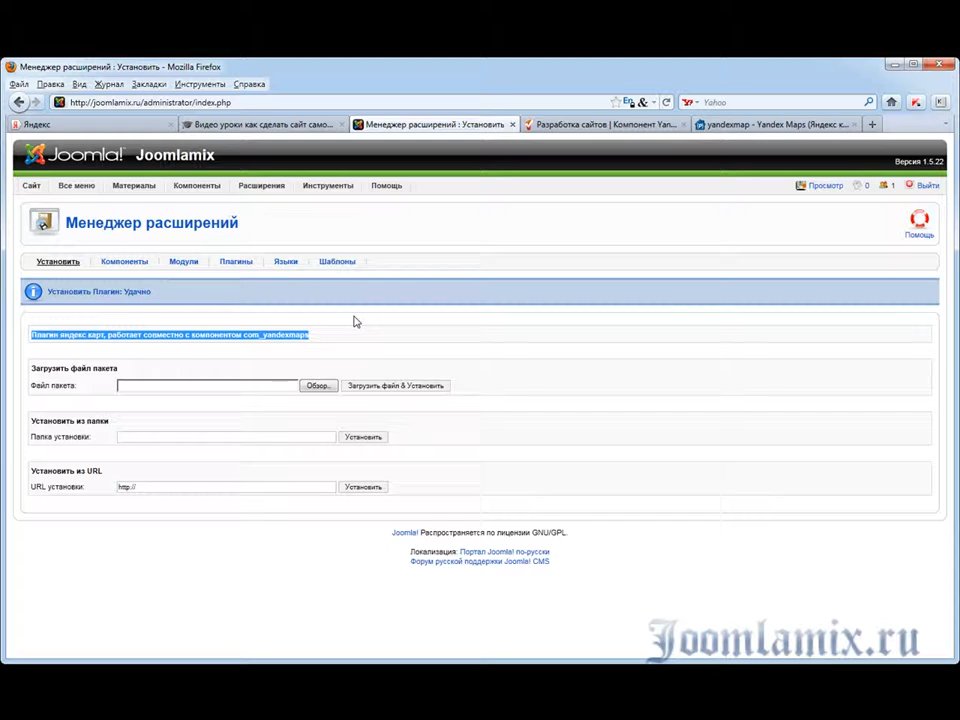 Менеджер расширений : Установить - Mozilla Firefox
Файл Правка Вид Журнал Закладки Инструменты Справка
http://joomlamix.ru/administrator/index.php
Yahoo
Яндекс
Видео уроки как сделать сайт само...
Менеджер расширений : Установить
Разработка сайтов | Компонент Yan...
yandexmap - Yandex Maps (Яндекс к...
Joomla! Joomlamix
Версия 1.5.22
Сайт Все меню Материалы Компоненты Расширения Инструменты Помощь
Просмотр 0 1 Выйти
Менеджер расширений
Помощь
Установить Компоненты Модули Плагины Языки Шаблоны
Установить Плагин: Удачно
Плагин яндекс карт, работает совместно с компонентом com_yandexmaps
Загрузить файл пакета
Файл пакета: Обзор... Загрузить файл & Установить
Установить из папки
Папка установки: Установить
Установить из URL
URL установки: http:// Установить
Joomla! Распространяется по лицензии GNU/GPL.
Локализация: Портал Joomla! по-русски
Форум русской поддержки Joomla! CMS
Joomlamix.ru